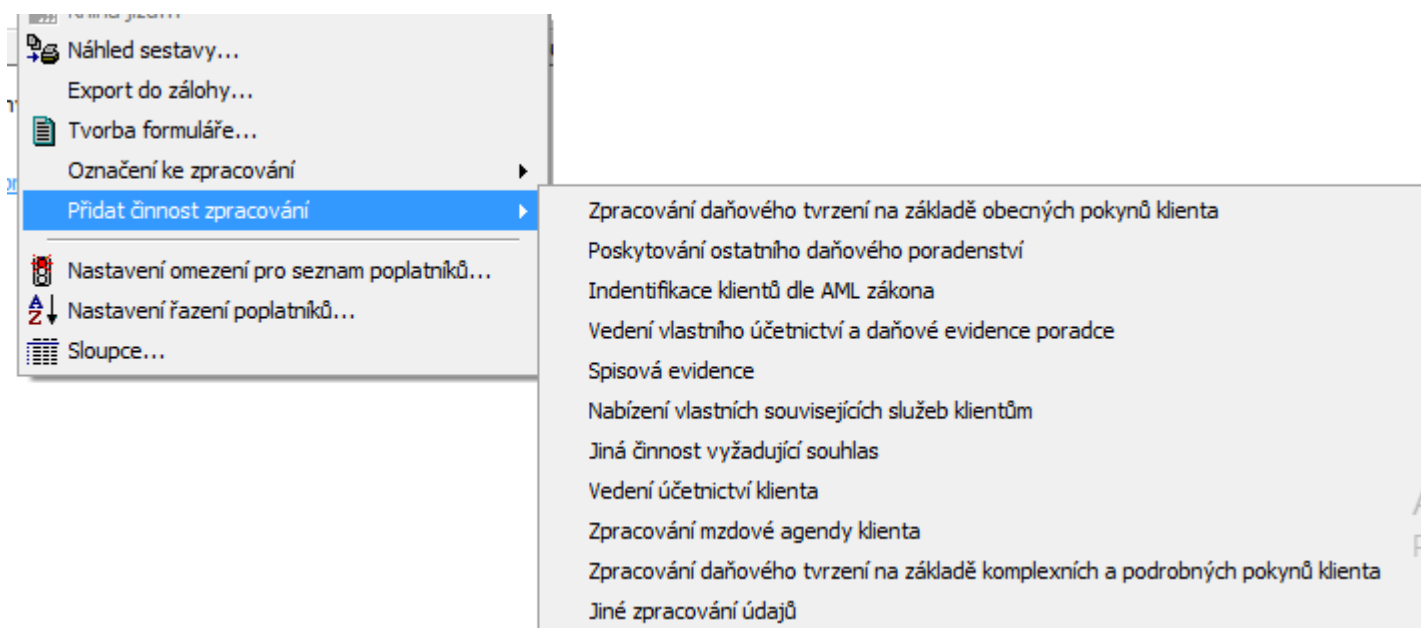 Kniha jízd...
Náhled sestavy...
Export do zálohy...
Tvorba formuláře...
Označení ke zpracování
Přidat činnost zpracování
Nastavení omezení pro seznam poplatníků...
Nastavení řazení poplatníků...
Sloupce...
Zpracování daňového tvrzení na základě obecných pokynů klienta
Poskytování ostatního daňového poradenství
Indentifikace klientů dle AML zákona
Vedení vlastního účetnictví a daňové evidence poradce
Spisová evidence
Nabízení vlastních souvisejících služeb klientům
Jiná činnost vyžadující souhlas
Vedení účetnictví klienta
Zpracování mzdové agendy klienta
Zpracování daňového tvrzení na základě komplexních a podrobných pokynů klienta
Jiné zpracování údajů